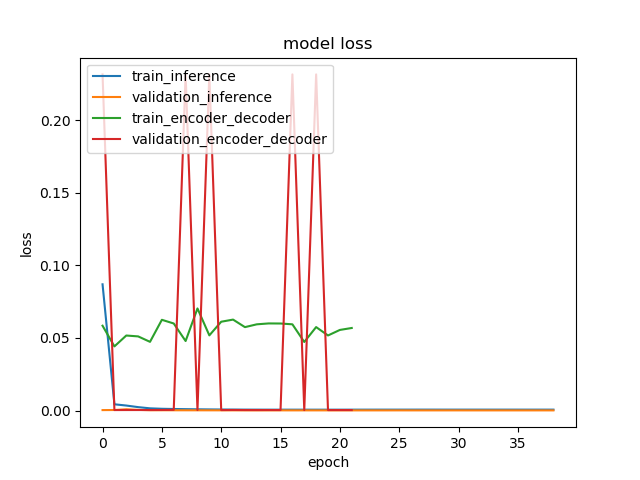 model loss
train_inference
validation_inference
train_encoder_decoder
validation_encoder_decoder
0.20
0.15
0.10
0.05
0.00
loss
0 5 10 15 20 25 30 35
epoch